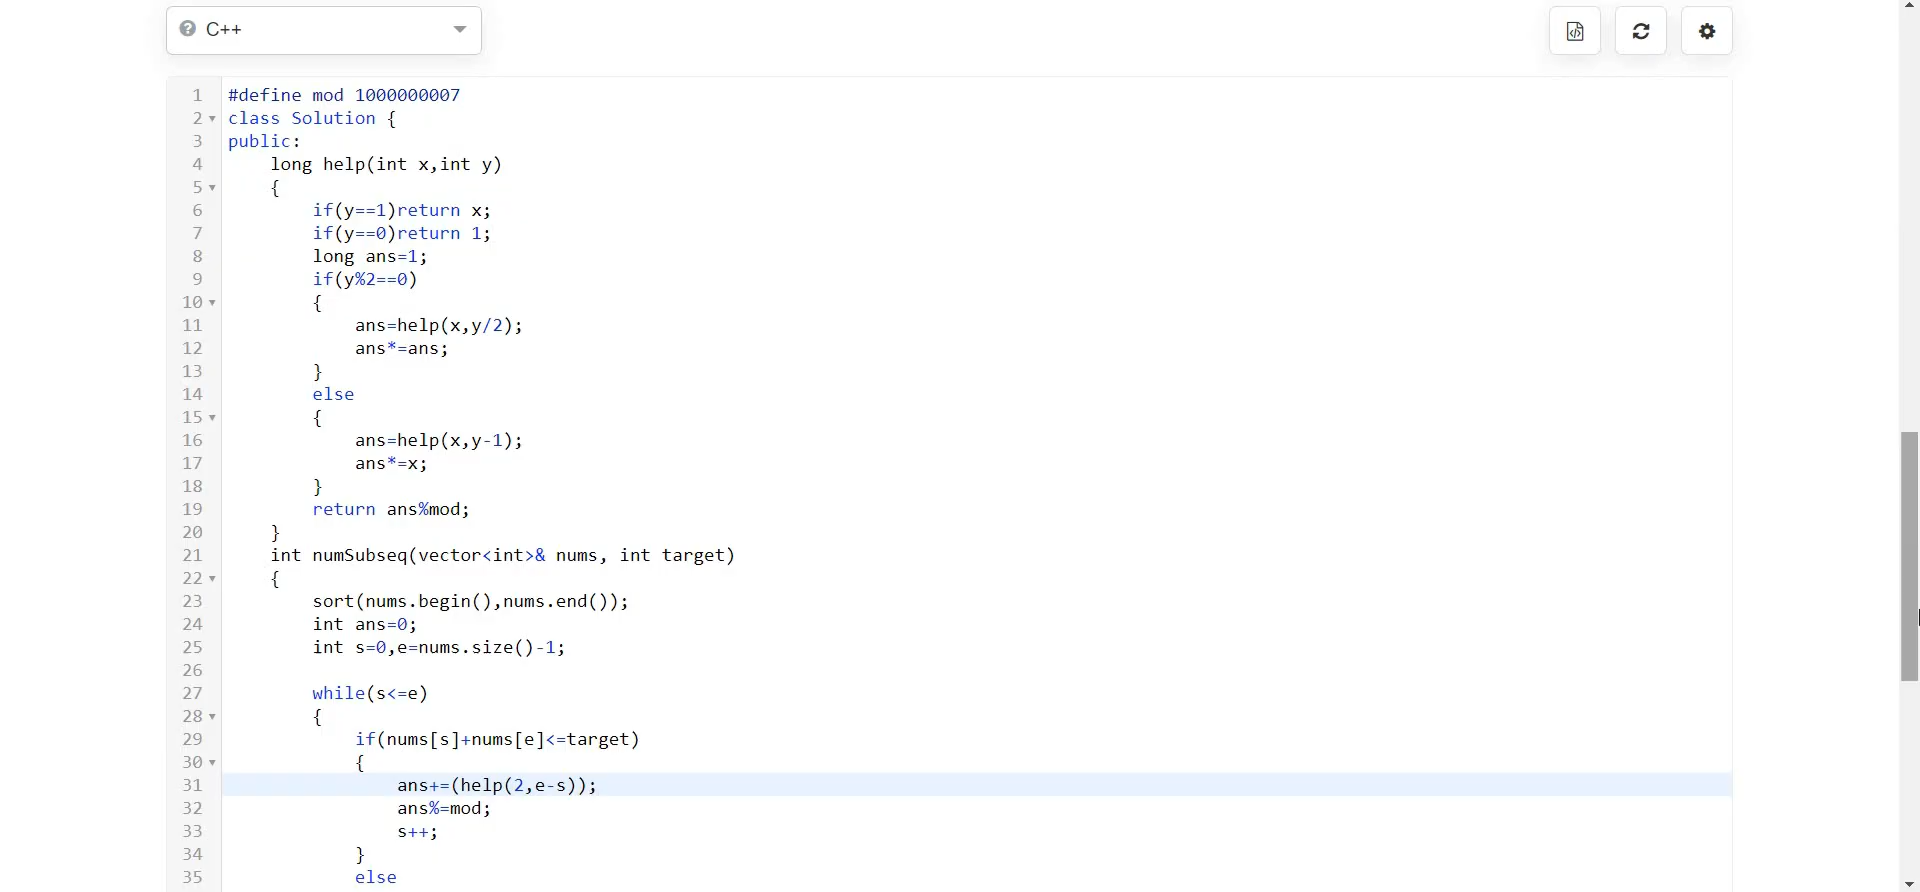 C++
1 #define mod 1000000007
2 class Solution {
3 public:
4     long help(int x,int y)
5     {
6         if(y==1)return x;
7         if(y==0)return 1;
8         long ans=1;
9         if(y%2==0)
10         {
11             ans=help(x,y/2);
12             ans*=ans;
13         }
14         else
15         {
16             ans=help(x,y-1);
17             ans*=x;
18         }
19         return ans%mod;
20     }
21     int numSubseq(vector<int>& nums, int target)
22     {
23         sort(nums.begin(),nums.end());
24         int ans=0;
25         int s=0,e=nums.size()-1;
26
27         while(s<=e)
28         {
29             if(nums[s]+nums[e]<=target)
30             {
31                 ans+=(help(2,e-s));
32                 ans%=mod;
33                 s++;
34             }
35             else